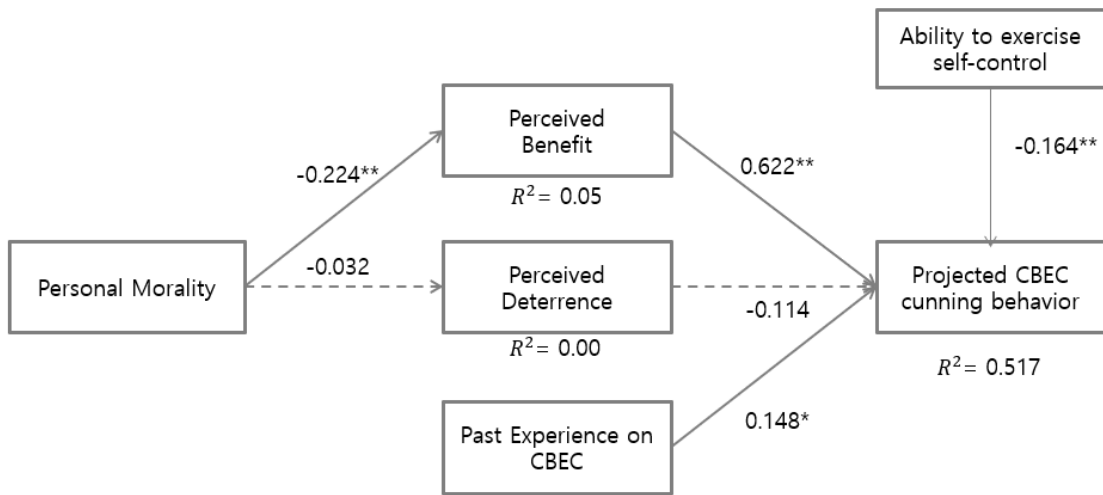 Ability to exercise
self-control
Perceived
Benefit
-0.224**
0.622**
-0.164**
R² = 0.05
Personal Morality
-0.032
Perceived
Deterrence
-0.114
Projected CBEC
cunning behavior
R² = 0.00
R² = 0.517
Past Experience on
CBEC
0.148*